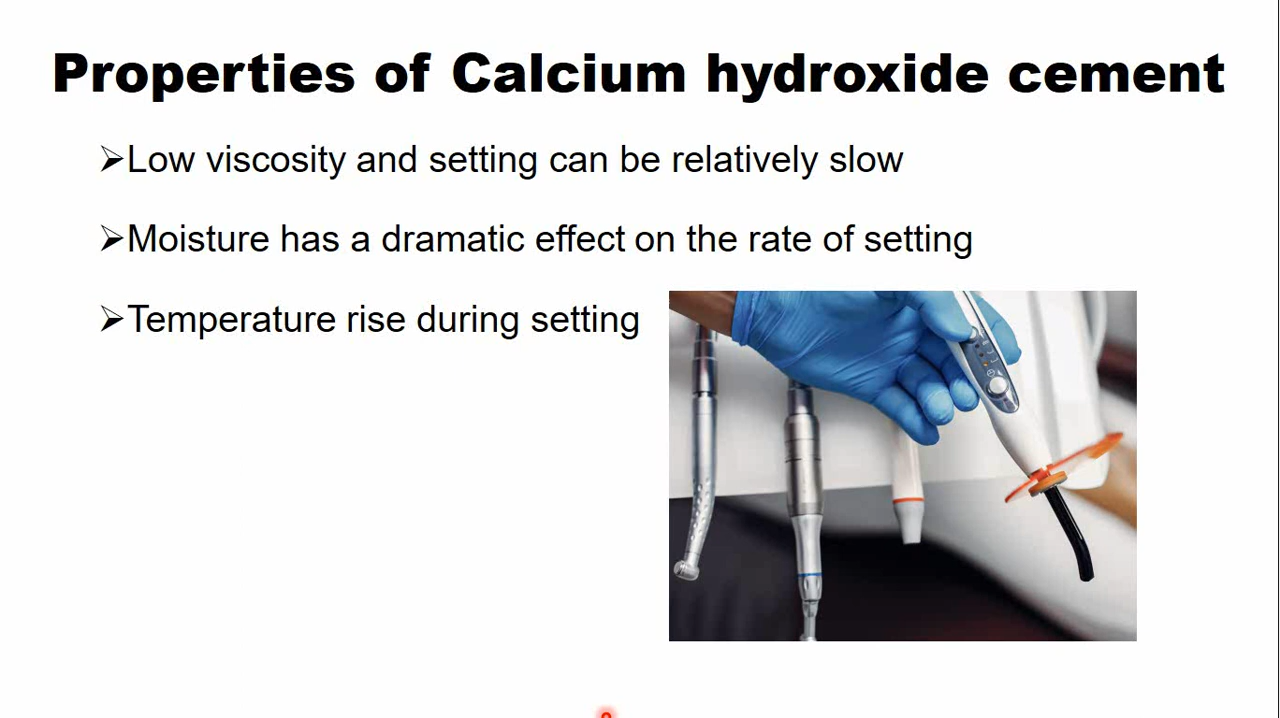 Properties of Calcium hydroxide cement
➢Low viscosity and setting can be relatively slow
➢Moisture has a dramatic effect on the rate of setting
➢Temperature rise during setting